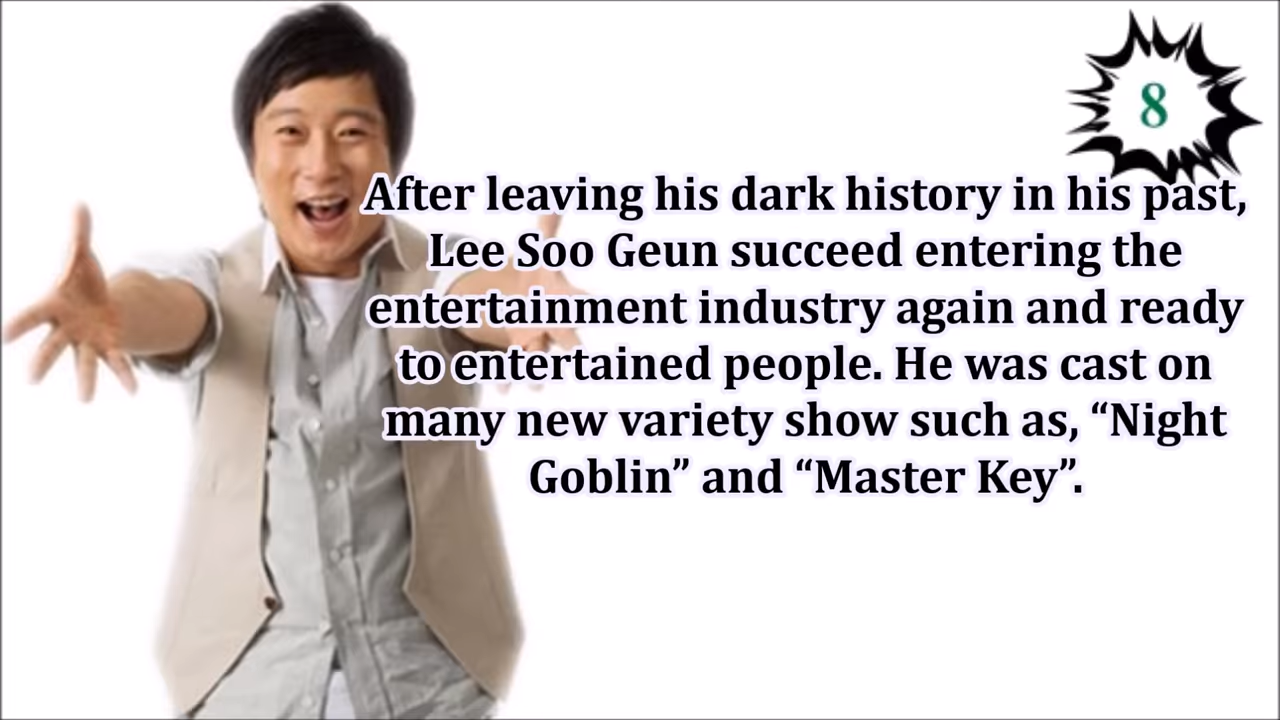 8
After leaving his dark history in his past,
Lee Soo Geun succeed entering the
entertainment industry again and ready
to entertained people. He was cast on
many new variety show such as, “Night
Goblin” and “Master Key”.